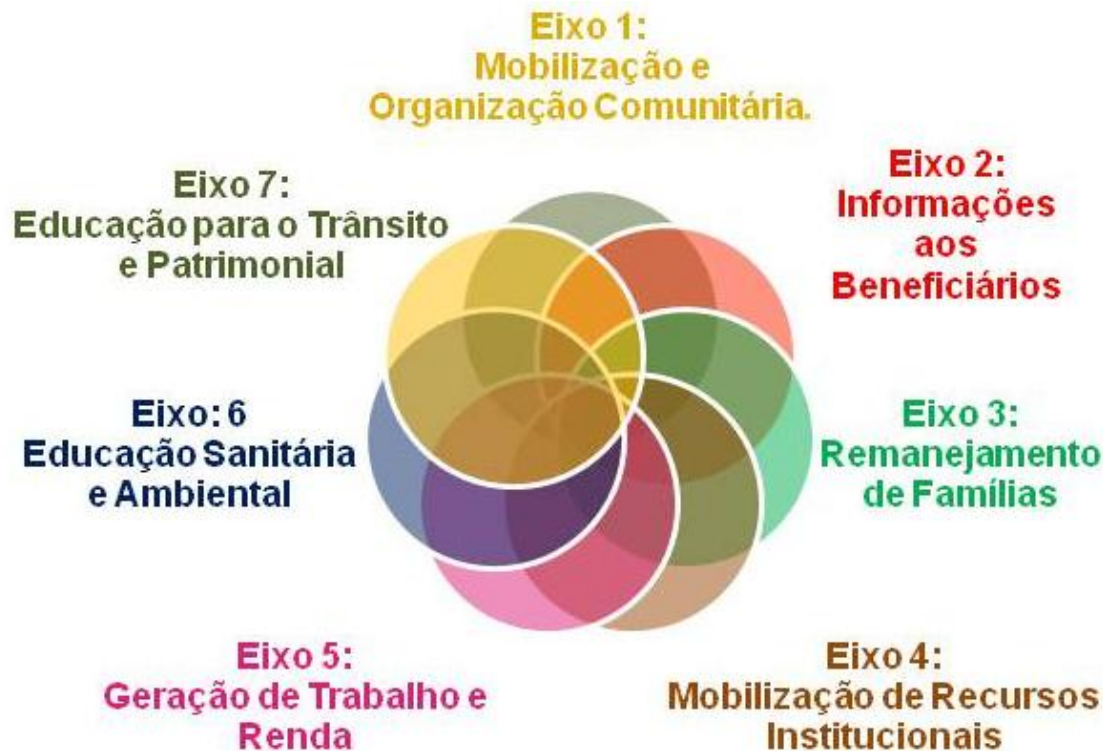 Eixo 1:
Mobilização e
Organização Comunitária.
Eixo 2:
Informações
aos
Beneficiários
Eixo 3:
Remanejamento
de Famílias
Eixo 4:
Mobilização de Recursos
Institucionais
Eixo 5:
Geração de Trabalho e
Renda
Eixo: 6
Educação Sanitária
e Ambiental
Eixo 7:
Educação para o Trânsito
e Patrimonial